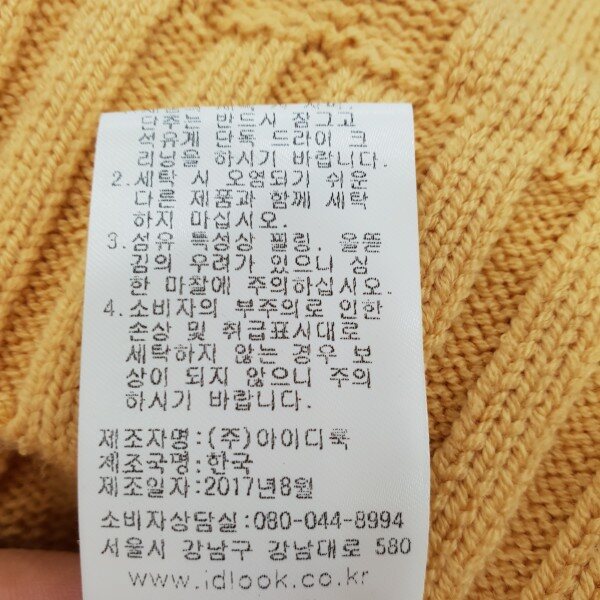 단추는 반드시 잠그고
석유계 단독 드라이 크
리닝을 하시기 바랍니다.
2. 세탁 시 오염되기 쉬운
다른 제품과 함께 세탁
하지 마십시오.
3. 섬유 특성상 필링, 올뜯
김의 우려가 있으니 심
한 마찰에 주의하십시오.
4. 소비자의 부주의로 인한
손상 및 취급표시대로
세탁하지 않는 경우 보
상이 되지 않으니 주의
하시기 바랍니다.
제조자명:(주)아이디룩
제조국명:한국
제조일자:2017년8월
소비자상담실:080-044-8994
서울시 강남구 강남대로 580
www.idlook.co.kr